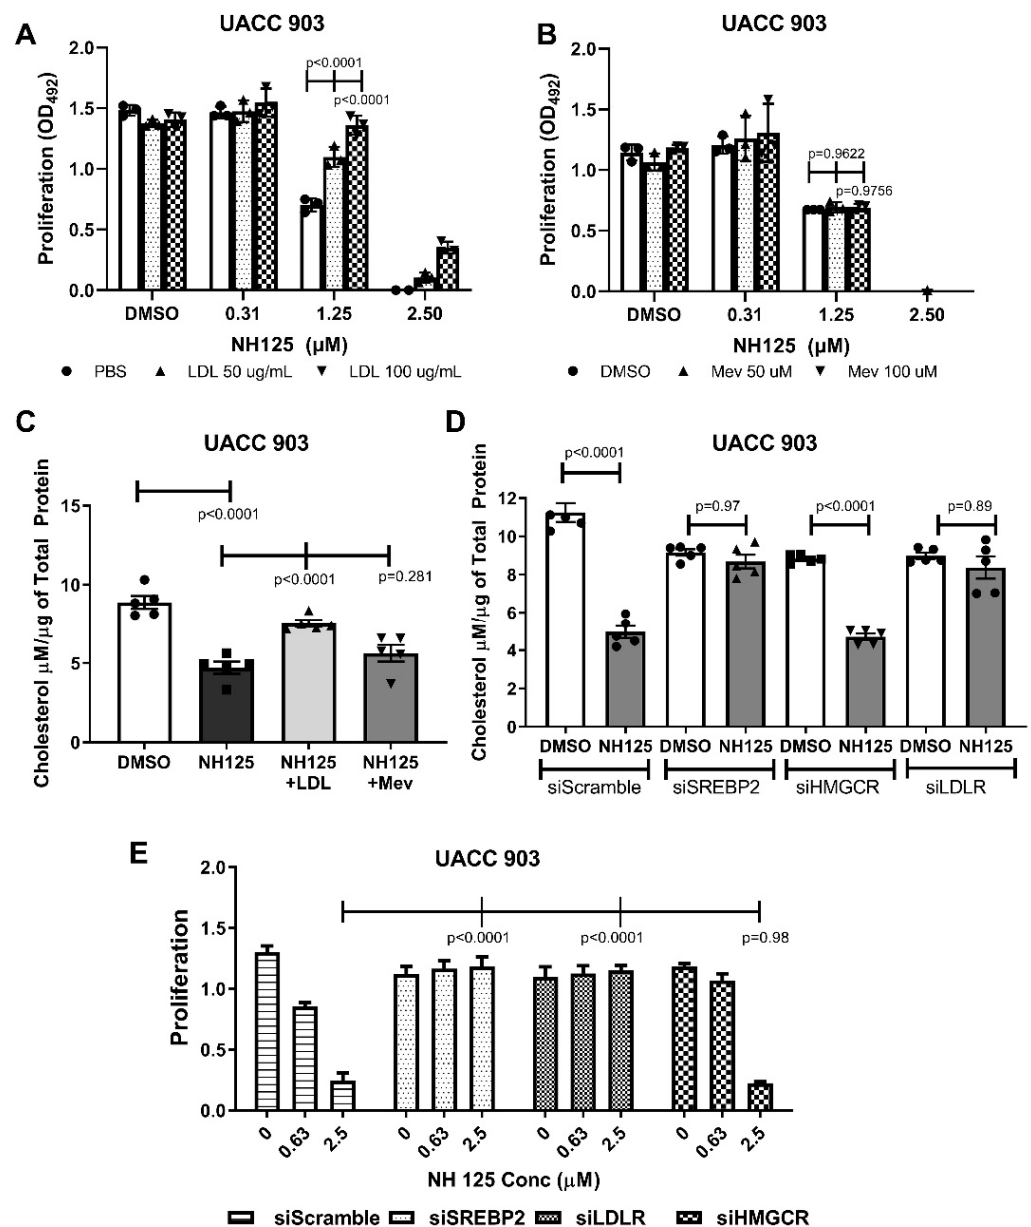 A
UACC 903
Proliferation (OD492)
2.0
1.5
1.0
0.5
0.0
p<0.0001
p<0.0001
DMSO 0.31 1.25 2.50
NH125 (μM)
● PBS ▲ LDL 50 ug/mL ▼ LDL 100 ug/mL
B
UACC 903
Proliferation (OD492)
2.0
1.5
1.0
0.5
0.0
p=0.9622
p=0.9756
DMSO 0.31 1.25 2.50
NH125 (μM)
● DMSO ▲ Mev 50 uM ▼ Mev 100 uM
C
UACC 903
Cholesterol μM/μg of Total Protein
15
10
5
0
p<0.0001
p<0.0001
p=0.281
DMSO NH125 NH125 NH125
+LDL +Mev
D
UACC 903
Cholesterol μM/μg of Total Protein
12
10
8
6
4
2
0
p<0.0001
p=0.97
p<0.0001
p=0.89
DMSO NH125 DMSO NH125 DMSO NH125 DMSO NH125
siScramble siSREBP2 siHMGCR siLDLR
E
UACC 903
Proliferation
2.0
1.5
1.0
0.5
0.0
p<0.0001 p<0.0001 p=0.98
0 0.63 2.5 0 0.63 2.5 0 0.63 2.5 0 0.63 2.5
NH 125 Conc (μM)
siScramble siSREBP2 siLDLR siHMGCR